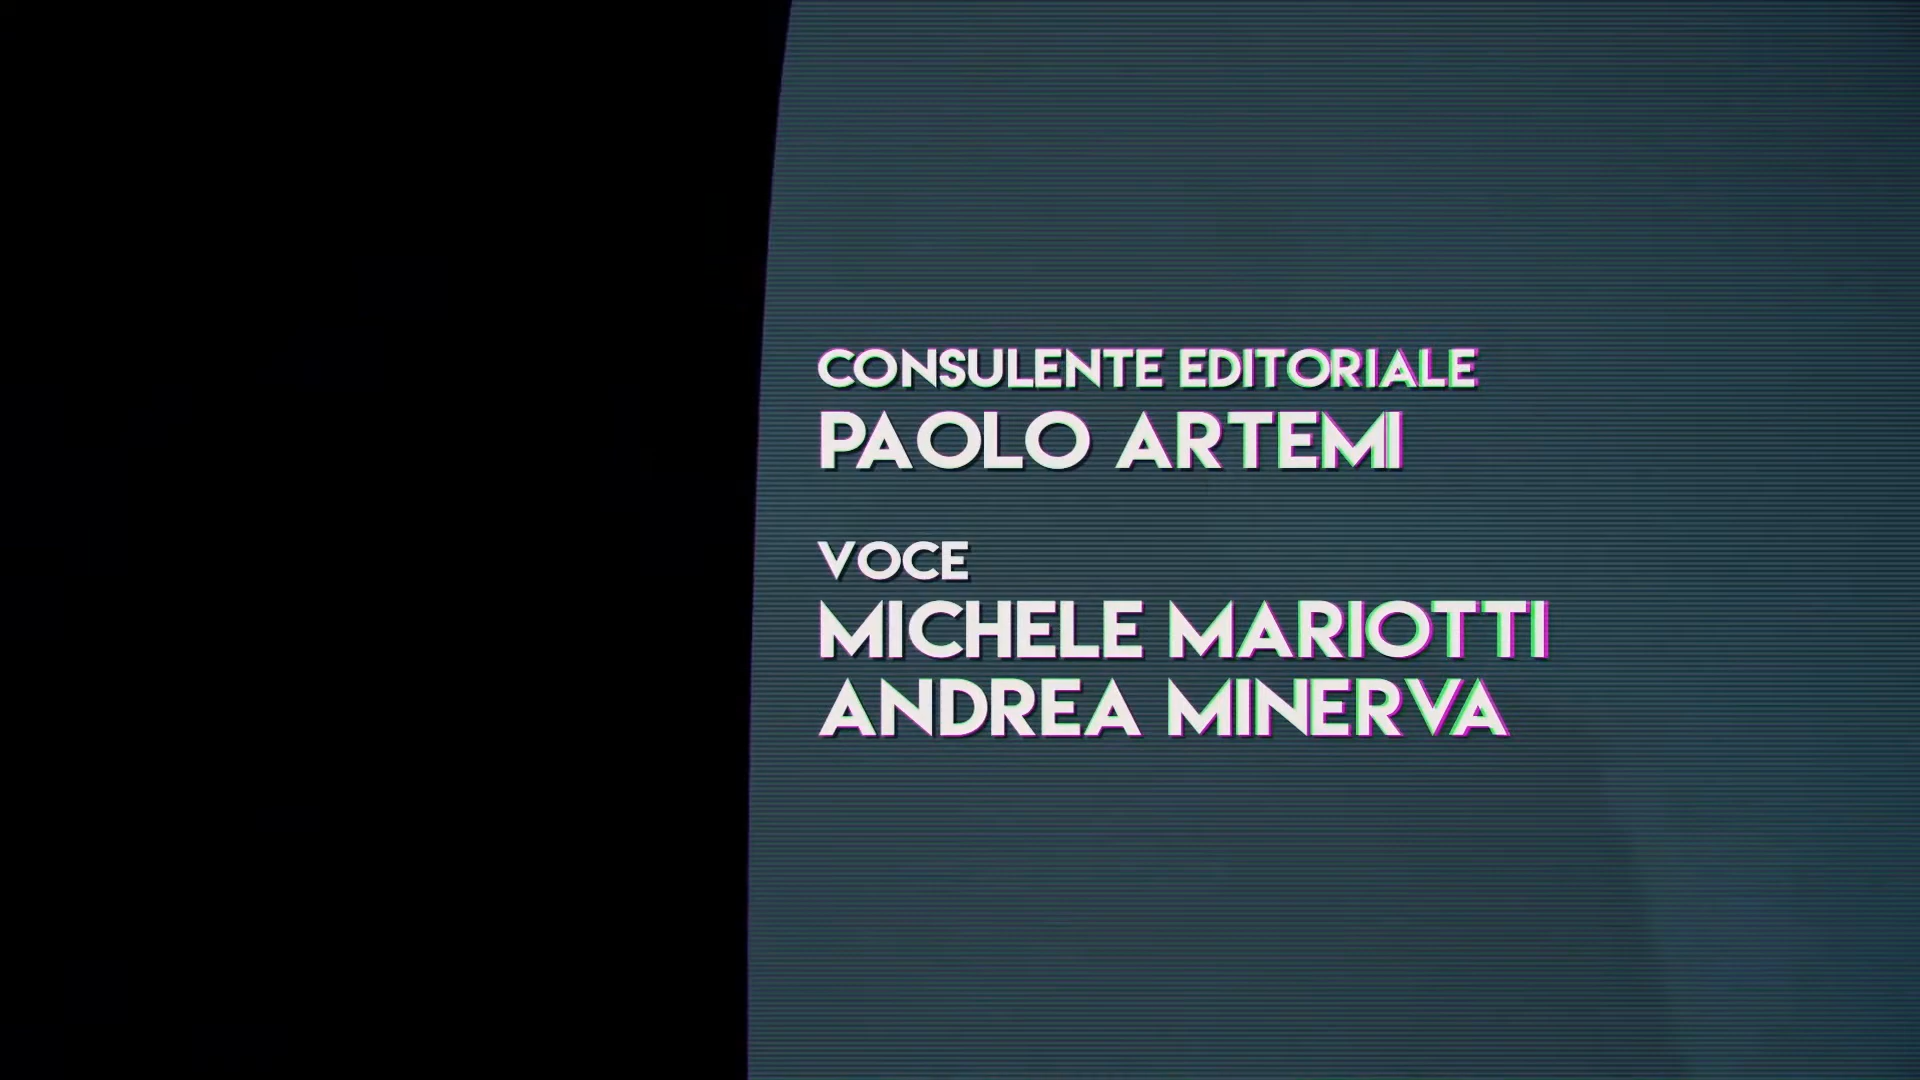 CONSULENTE EDITORIALE
PAOLO ARTEMI
VOCE
MICHELE MARIOTTI
ANDREA MINERVA